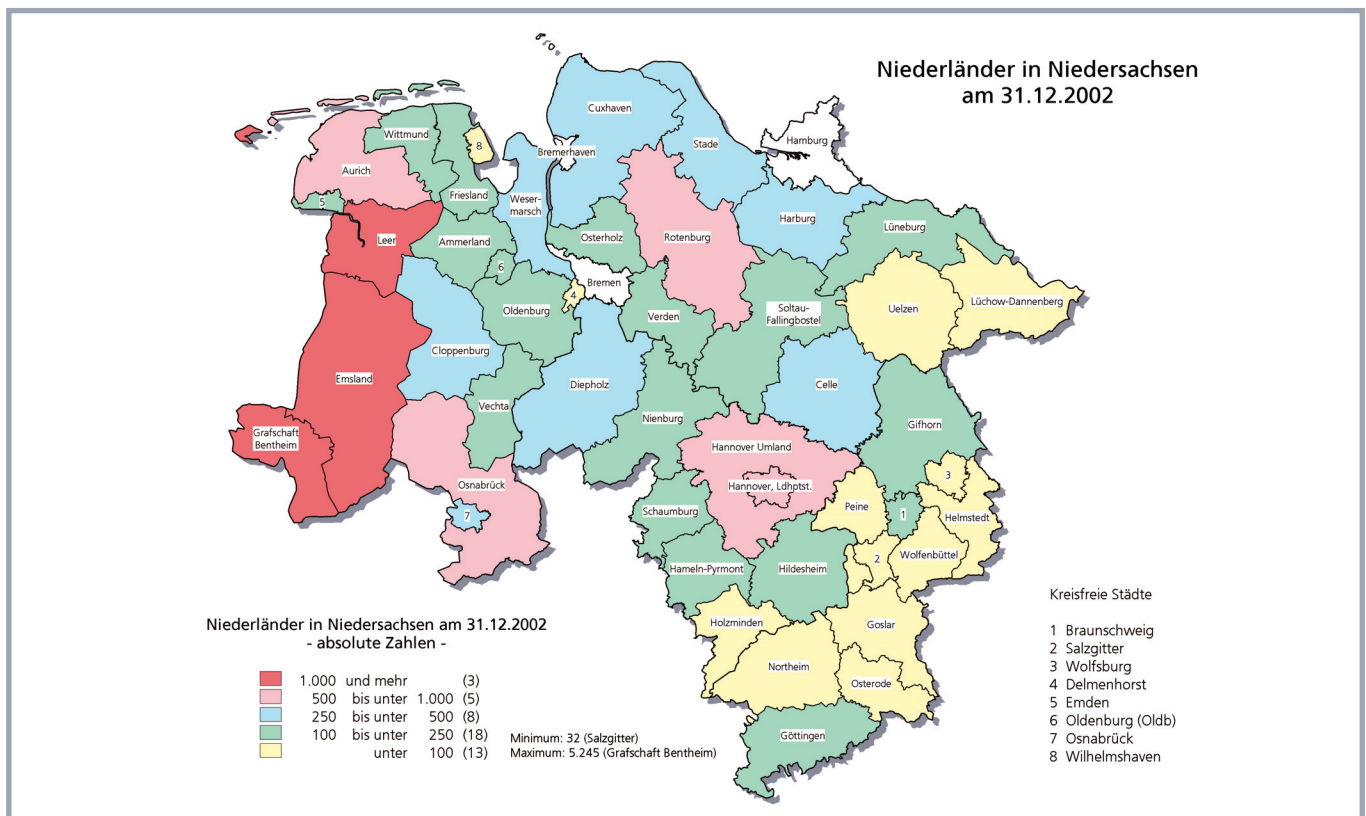 Niederländer in Niedersachsen
am 31.12.2002
Cuxhaven
Hamburg
Wittmund
Stade
8
Bremerhaven
Aurich
Friesland
5
Weser-
marsch
Harburg
Lüneburg
Leer
Ammerland
Osterholz
Rotenburg
6
Bremen
4
Lüchow-Dannenberg
Oldenburg
Verden
Soltau-
Fallingbostel
Uelzen
Cloppenburg
Emsland
Diepholz
Celle
Vechta
Nienburg
Gifhorn
Grafschaft
Bentheim
Hannover Umland
3
Osnabrück
Hannover, Ldhptst.
Peine
7
Schaumburg
1
Helmstedt
2
Wolfenbüttel
Hameln-Pyrmont
Hildesheim
Holzminden
Goslar
Northeim
Osterode
Göttingen
Niederländer in Niedersachsen am 31.12.2002
- absolute Zahlen -
1.000 und mehr (3)
500 bis unter 1.000 (5)
250 bis unter 500 (8)
100 bis unter 250 (18)
unter 100 (13)
Minimum: 32 (Salzgitter)
Maximum: 5.245 (Grafschaft Bentheim)
Kreisfreie Städte
1 Braunschweig
2 Salzgitter
3 Wolfsburg
4 Delmenhorst
5 Emden
6 Oldenburg (Oldb)
7 Osnabrück
8 Wilhelmshaven